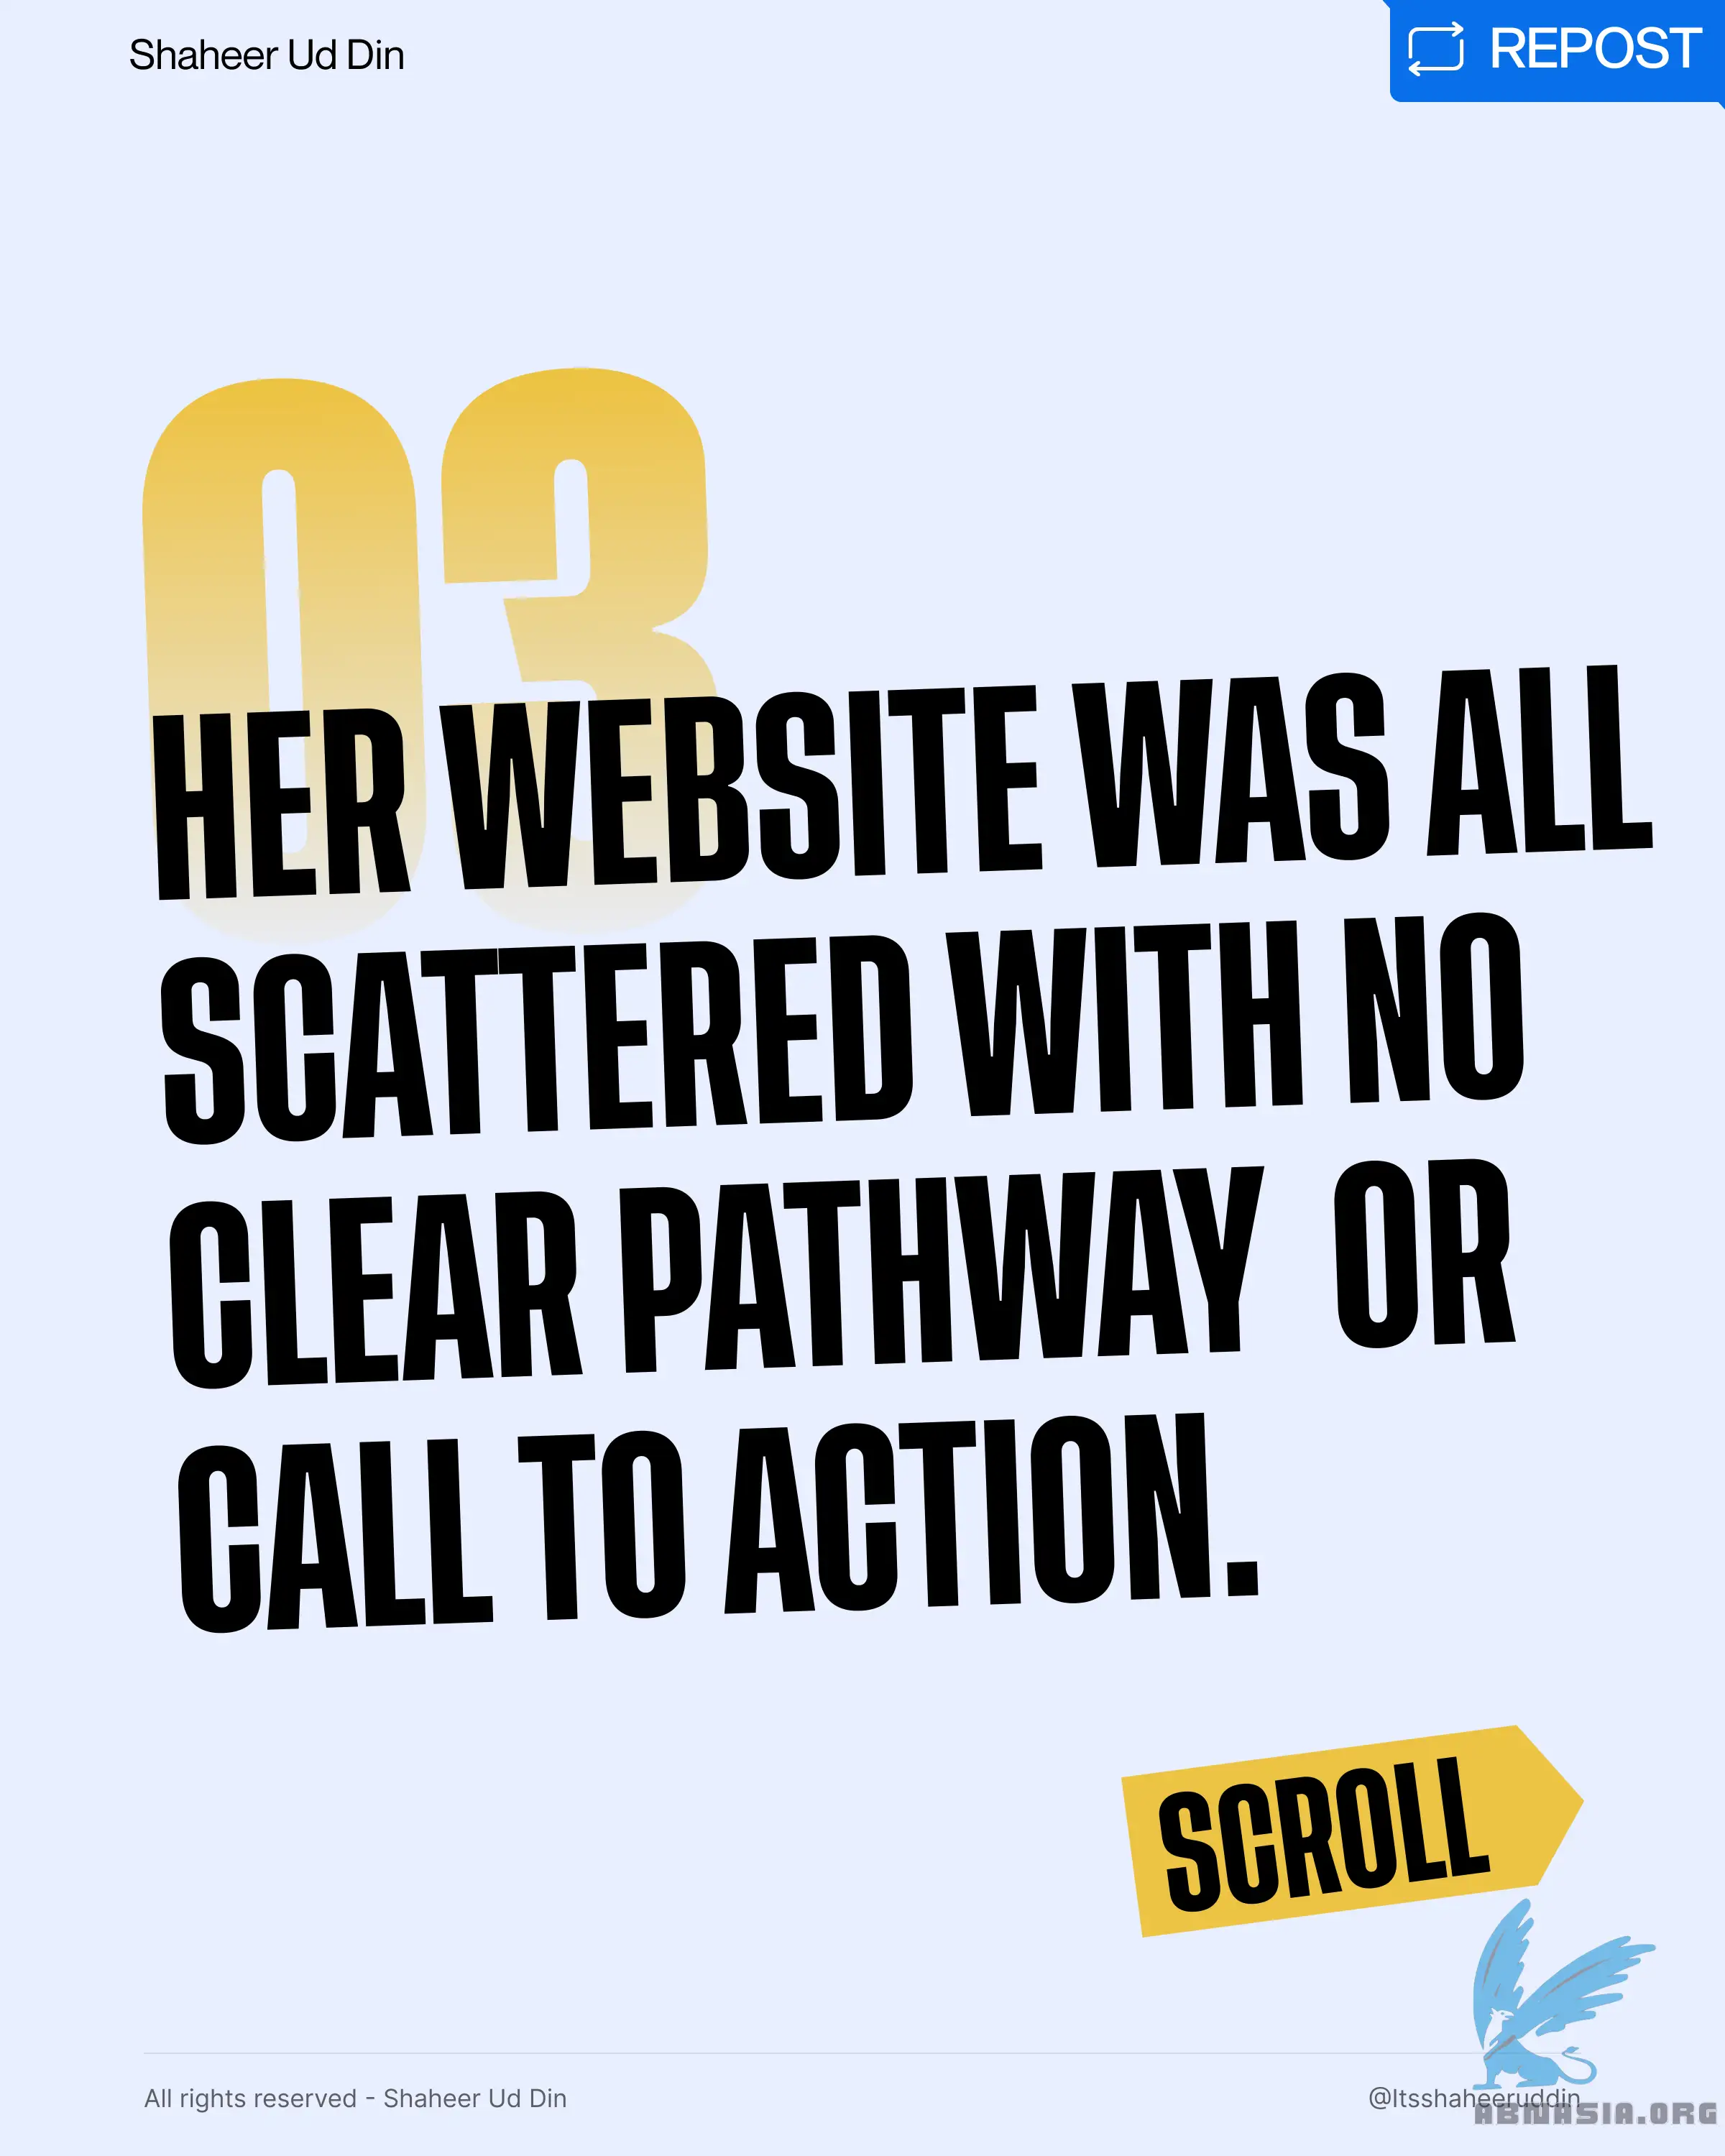 Shaheer Ud Din
REPOST
03
HER WEBSITE WAS ALL
SCATTERED WITH NO
CLEAR PATHWAY OR
CALL TO ACTION.
SCROLL
All rights reserved - Shaheer Ud Din
@Itsshaheeruddin
ABNASIA.ORG